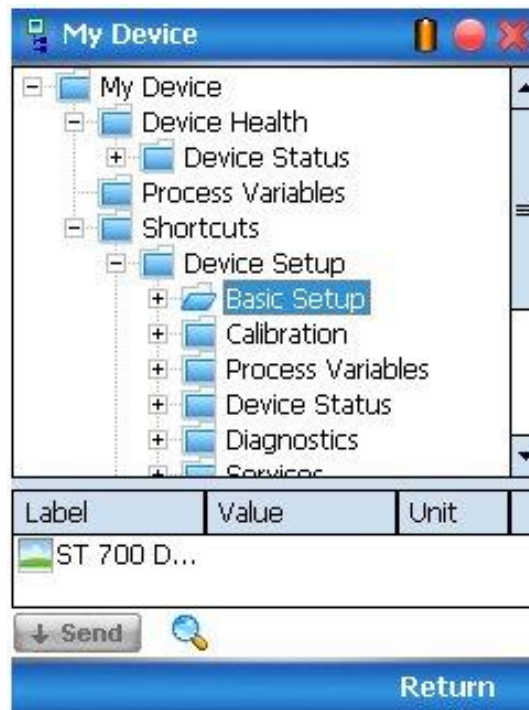 My Device
My Device
Device Health
Device Status
Process Variables
Shortcuts
Device Setup
Basic Setup
Calibration
Process Variables
Device Status
Diagnostics
Services
Label Value Unit
ST 700 D...
Send
Return